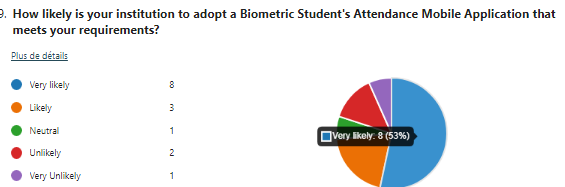 9. How likely is your institution to adopt a Biometric Student's Attendance Mobile Application that
meets your requirements?
Plus de détails
Very likely 8
Likely 3
Neutral 1
Unlikely 2
Very Unlikely 1
Very likely: 8 (53%)